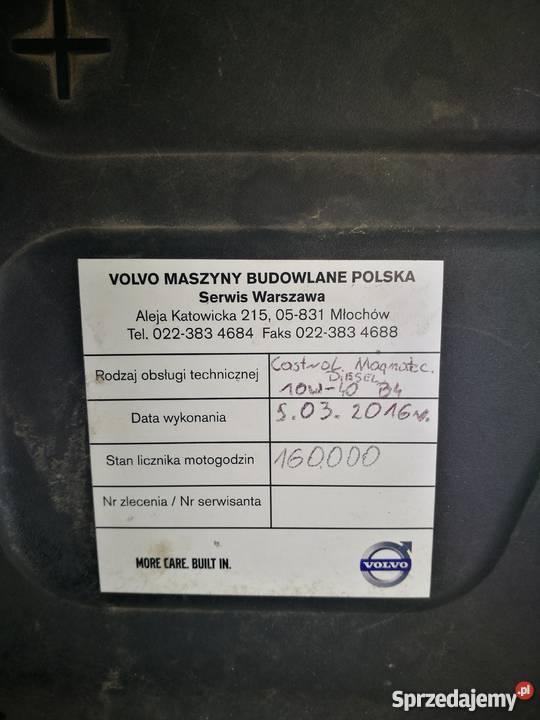 VOLVO MASZYNY BUDOWLANE POLSKA
Serwis Warszawa
Aleja Katowicka 215, 05-831 Młochów
Tel. 022-383 4684 Faks 022-383 4688
Rodzaj obsługi technicznej
Castrol. Magnatec.
DIESEL
10W-40 B4
Data wykonania
5.03.2016r.
Stan licznika motogodzin
160.000
Nr zlecenia / Nr serwisanta
MORE CARE. BUILT IN.
VOLVO
Sprzedajemy.pl